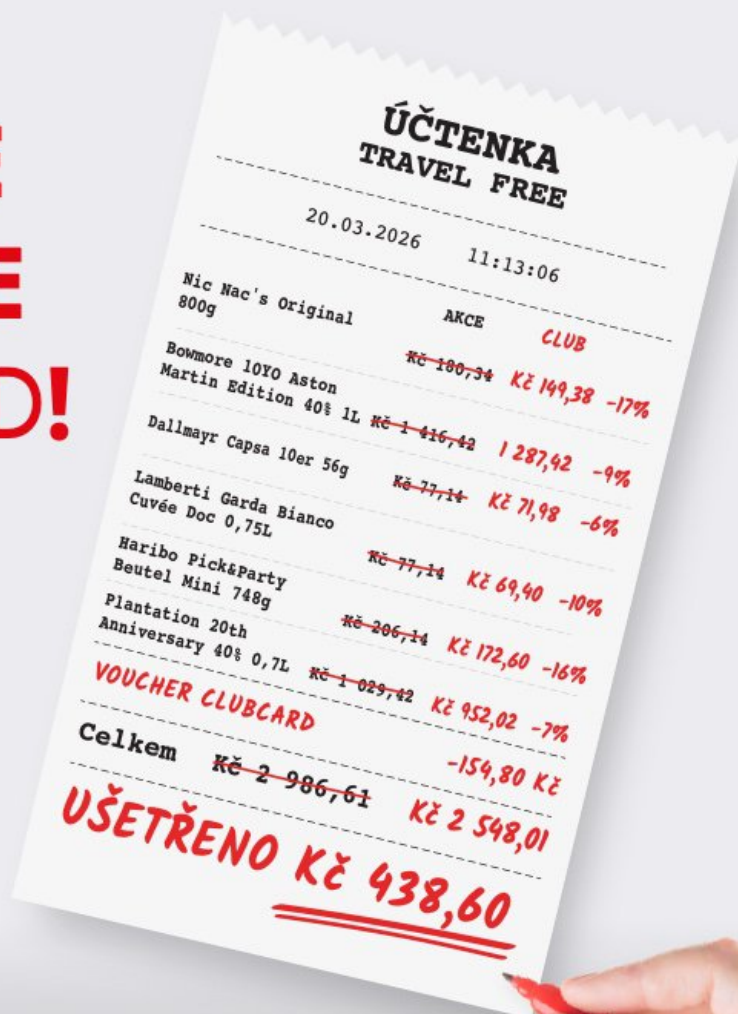 E
E
D!
ÚČTENKA
TRAVEL FREE
20.03.2026 11:13:06
AKCE CLUB
Nic Nac's Original
800g Kč 180,34 Kč 149,38 -17%
Bowmore 10YO Aston
Martin Edition 40% 1L Kč 1 416,42 1 287,42 -9%
Dallmayr Capsa 10er 56g Kč 77,14 Kč 71,98 -6%
Lamberti Garda Bianco
Cuvée Doc 0,75L Kč 77,14 Kč 69,40 -10%
Haribo Pick&Party
Beutel Mini 748g Kč 206,14 Kč 172,60 -16%
Plantation 20th
Anniversary 40% 0,7L Kč 1 029,42 Kč 952,02 -7%
VOUCHER CLUBCARD -154,80 Kč
Celkem Kč 2 986,61 Kč 2 548,01
UŠETŘENO Kč 438,60